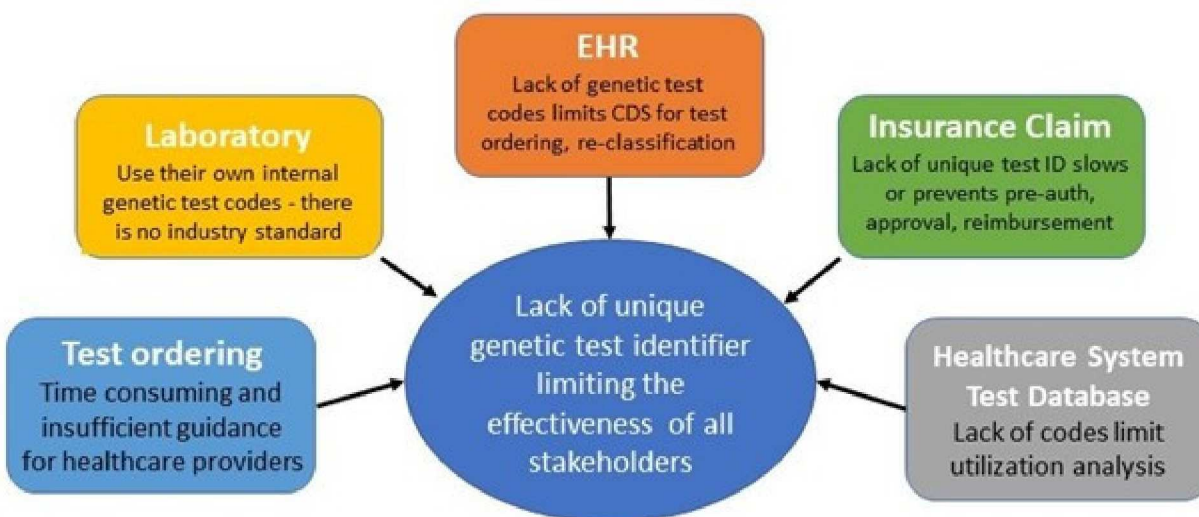 EHR
Lack of genetic test
codes limits CDS for test
ordering, re-classification
Laboratory
Use their own internal
genetic test codes - there
is no industry standard
Insurance Claim
Lack of unique test ID slows
or prevents pre-auth,
approval, reimbursement
Test ordering
Time consuming and
insufficient guidance
for healthcare providers
Lack of unique
genetic test identifier
limiting the
effectiveness of all
stakeholders
Healthcare System
Test Database
Lack of codes limit
utilization analysis